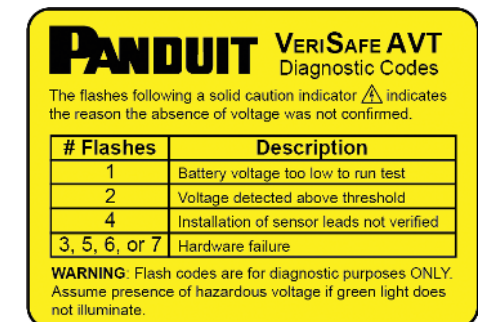 PANDUIT VERISAFE AVT
Diagnostic Codes
The flashes following a solid caution indicator indicates
the reason the absence of voltage was not confirmed.
# Flashes Description
1 Battery voltage too low to run test
2 Voltage detected above threshold
4 Installation of sensor leads not verified
3, 5, 6, or 7 Hardware failure
WARNING: Flash codes are for diagnostic purposes ONLY.
Assume presence of hazardous voltage if green light does
not illuminate.